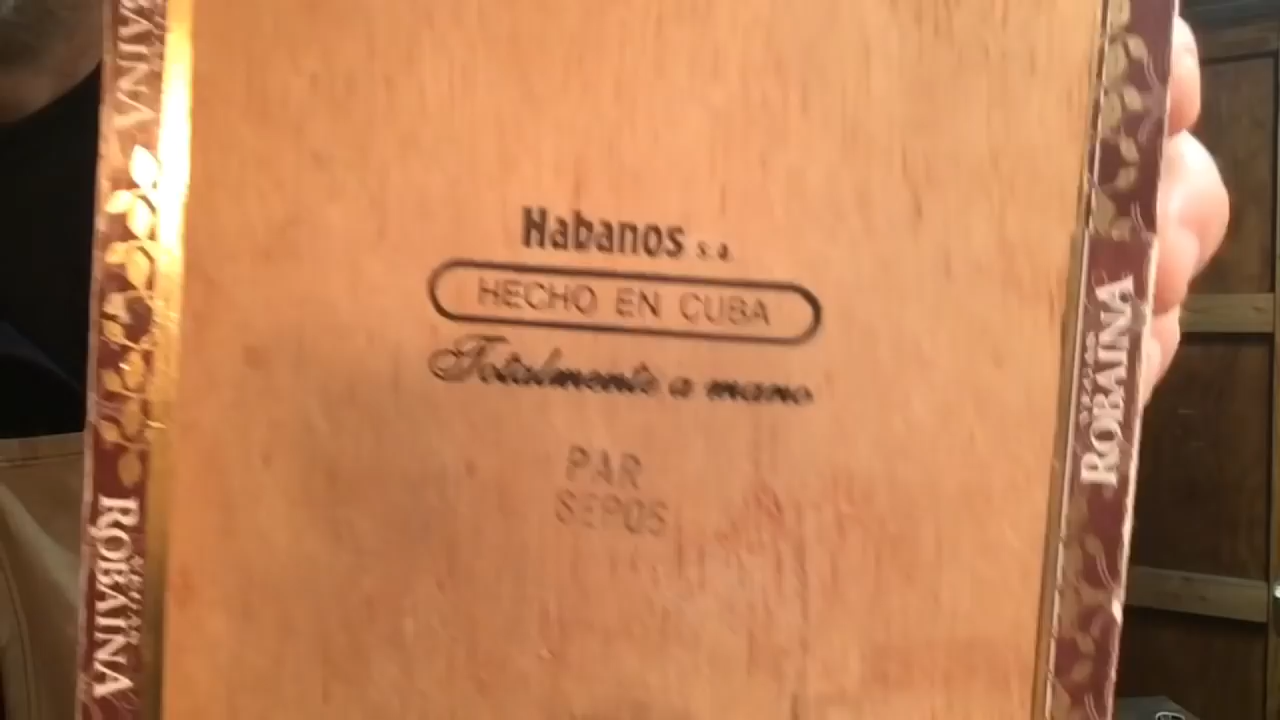 Habanos s.a.
HECHO EN CUBA
Totalmente a mano
PAR
SEP05
ROBAINA
ROBAINA